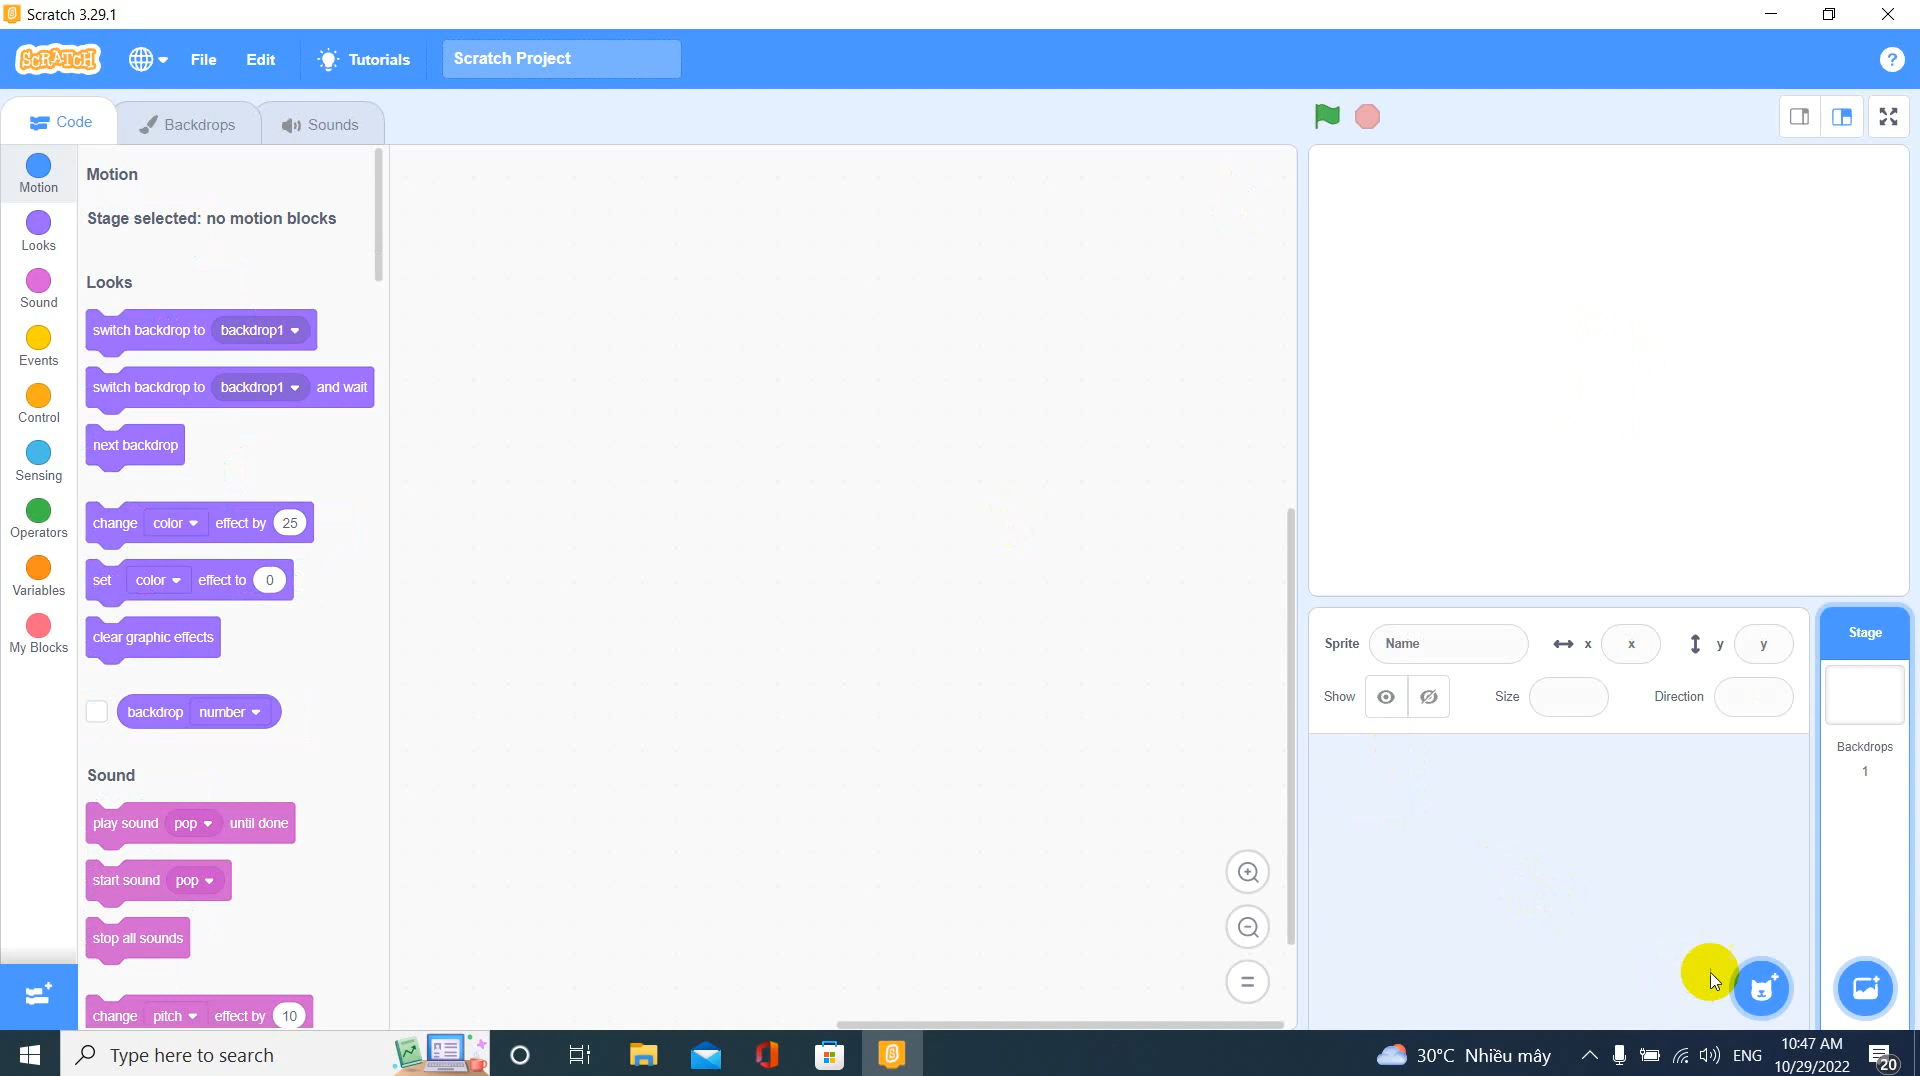 Scratch 3.29.1
SCRATCH
File
Edit
Tutorials
Scratch Project
?
Code
Backdrops
Sounds
Motion
Looks
Sound
Events
Control
Sensing
Operators
Variables
My Blocks
Motion
Stage selected: no motion blocks
Looks
switch backdrop to backdrop1
switch backdrop to backdrop1 and wait
next backdrop
change color effect by 25
set color effect to 0
clear graphic effects
backdrop number
Sound
play sound pop until done
start sound pop
stop all sounds
change pitch effect by 10
Sprite Name x x y y
Show Size Direction
Stage
Backdrops
1
Type here to search
30°C Nhiều mây
ENG
10:47 AM
10/29/2022
20